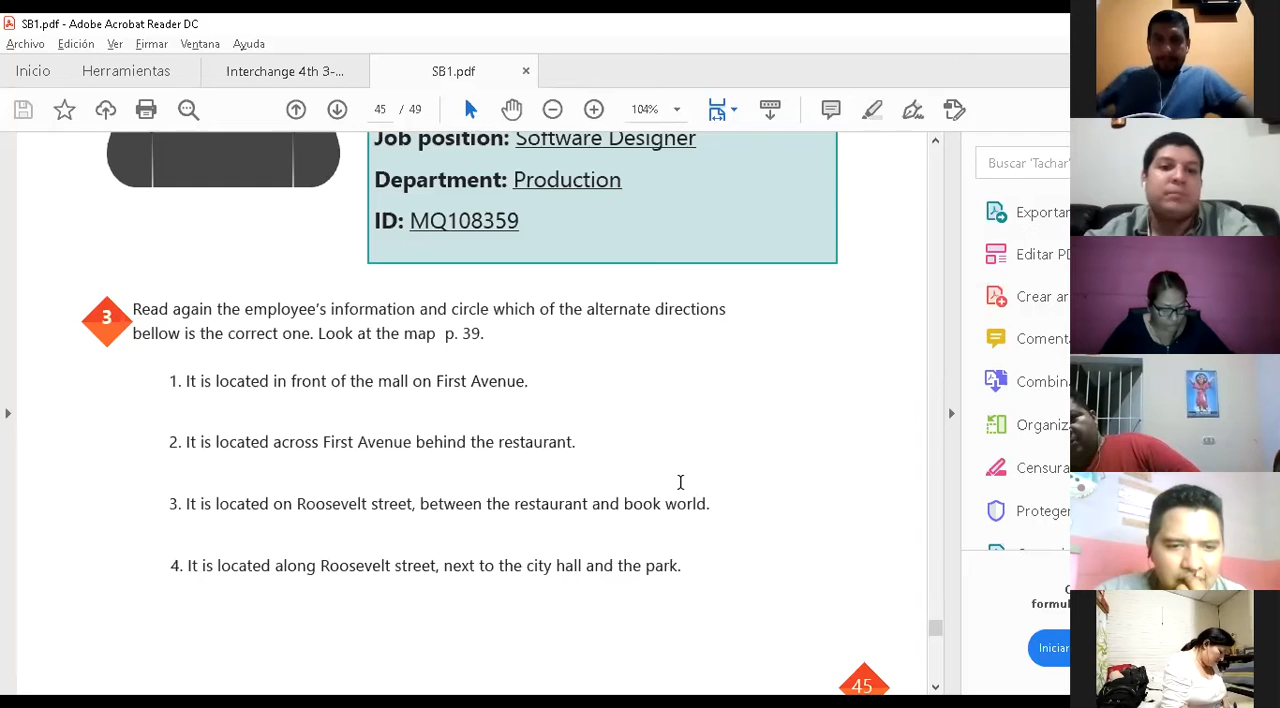 SB1.pdf - Adobe Acrobat Reader DC
Archivo Edición Ver Firmar Ventana Ayuda
Inicio Herramientas Interchange 4th 3-... SB1.pdf ×
45 / 49 104%
Job position: Software Designer
Department: Production
ID: MQ108359
3 Read again the employee's information and circle which of the alternate directions
bellow is the correct one. Look at the map p. 39.
1. It is located in front of the mall on First Avenue.
2. It is located across First Avenue behind the restaurant.
3. It is located on Roosevelt street, between the restaurant and book world.
4. It is located along Roosevelt street, next to the city hall and the park.
45
Buscar 'Tachar'
Exportar
Editar PD
Crear ar
Comenta
Combina
Organiza
Censura
Proteger
formul
Iniciar